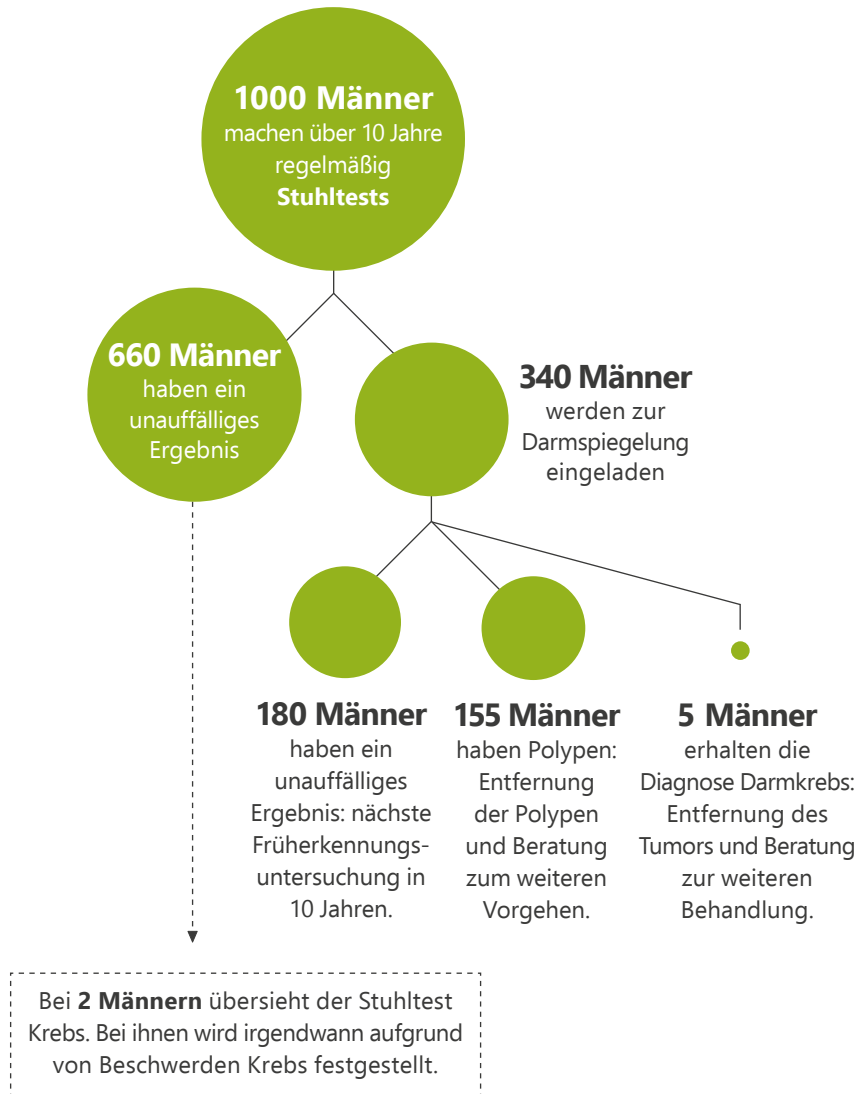 1000 Männer
machen über 10 Jahre
regelmäßig
Stuhltests
660 Männer
haben ein
unauffälliges
Ergebnis
340 Männer
werden zur
Darmspiegelung
eingeladen
180 Männer
haben ein
unauffälliges
Ergebnis: nächste
Früherkennungs-
untersuchung in
10 Jahren.
155 Männer
haben Polypen:
Entfernung
der Polypen
und Beratung
zum weiteren
Vorgehen.
5 Männer
erhalten die
Diagnose Darmkrebs:
Entfernung des
Tumors und Beratung
zur weiteren
Behandlung.
Bei 2 Männern übersieht der Stuhltest
Krebs. Bei ihnen wird irgendwann aufgrund
von Beschwerden Krebs festgestellt.